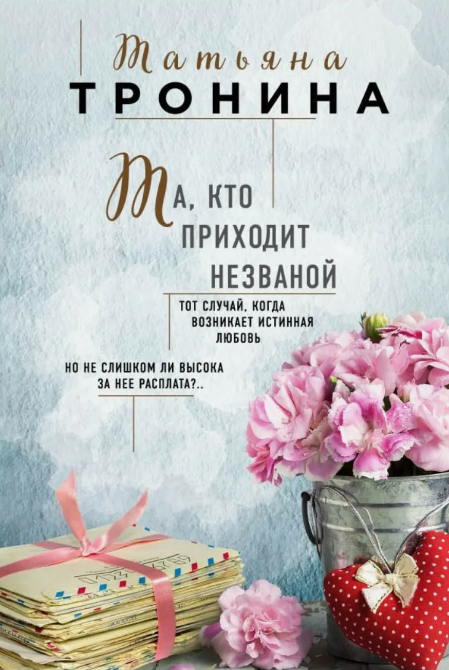 Татьяна
ТРОНИНА
ТА, КТО
ПРИХОДИТ
НЕЗВАНОЙ
ТОТ СЛУЧАЙ, КОГДА
ВОЗНИКАЕТ ИСТИННАЯ
ЛЮБОВЬ
НО НЕ СЛИШКОМ ЛИ ВЫСОКА
ЗА НЕЕ РАСПЛАТА?..